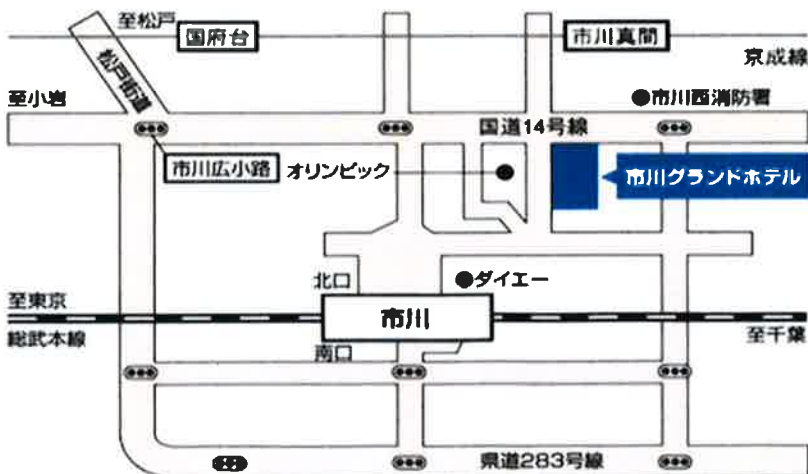 至松戸
国府台
市川真間
京成線
松戸街道
至小岩
市川西消防署
国道14号線
市川広小路
オリンピック
市川グランドホテル
北口
ダイエー
至東京
市川
総武本線
至千葉
南口
県道283号線